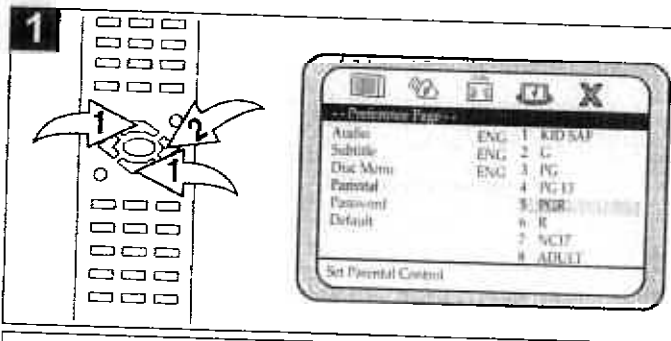 1
1
2
1
-- Preference Page --
Audio ENG 1 KID SAF
Subtitle ENG 2 G
Disc Menu ENG 3 PG
Parental 4 PG 13
Password 5 PGR
Default 6 R
7 NC17
8 ADULT
Set Parental Control